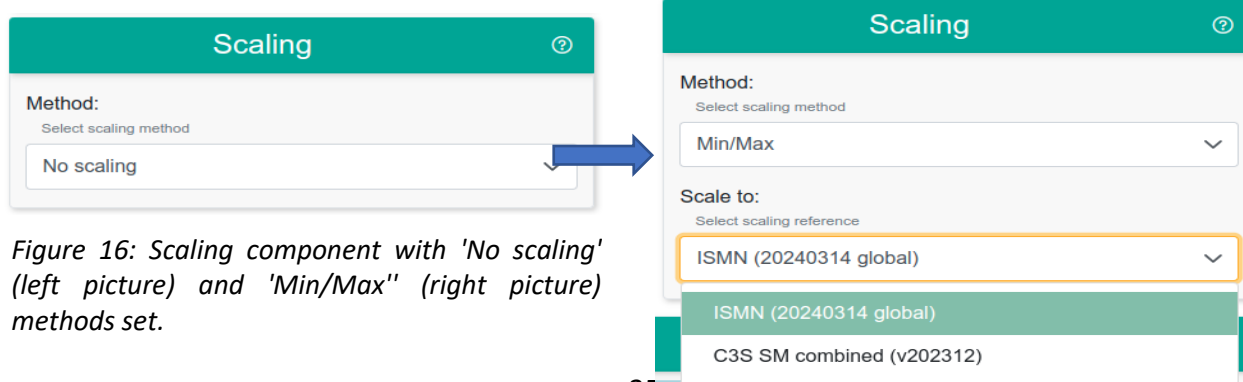 Scaling
Method:
Select scaling method
No scaling
Figure 16: Scaling component with 'No scaling'
(left picture) and 'Min/Max'' (right picture)
methods set.
Scaling
Method:
Select scaling method
Min/Max
Scale to:
Select scaling reference
ISMN (20240314 global)
ISMN (20240314 global)
C3S SM combined (v202312)